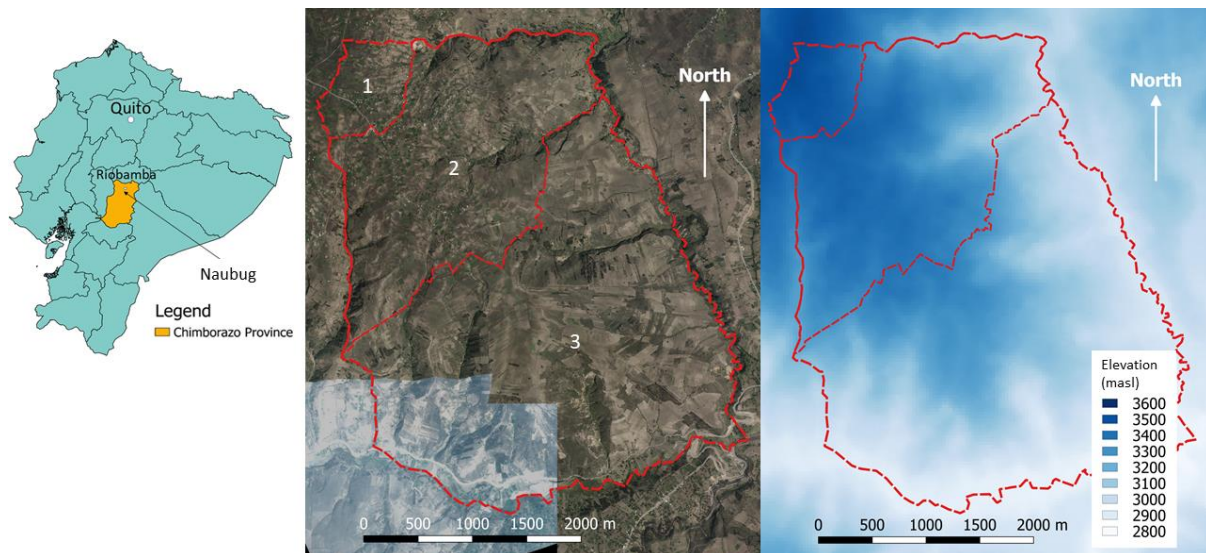 Quito
Riobamba
Naubug
Legend
Chimborazo Province
1
2
3
North
0 500 1000 1500 2000 m
North
Elevation
(masl)
3600
3500
3400
3300
3200
3100
3000
2900
2800
0 500 1000 1500 2000 m